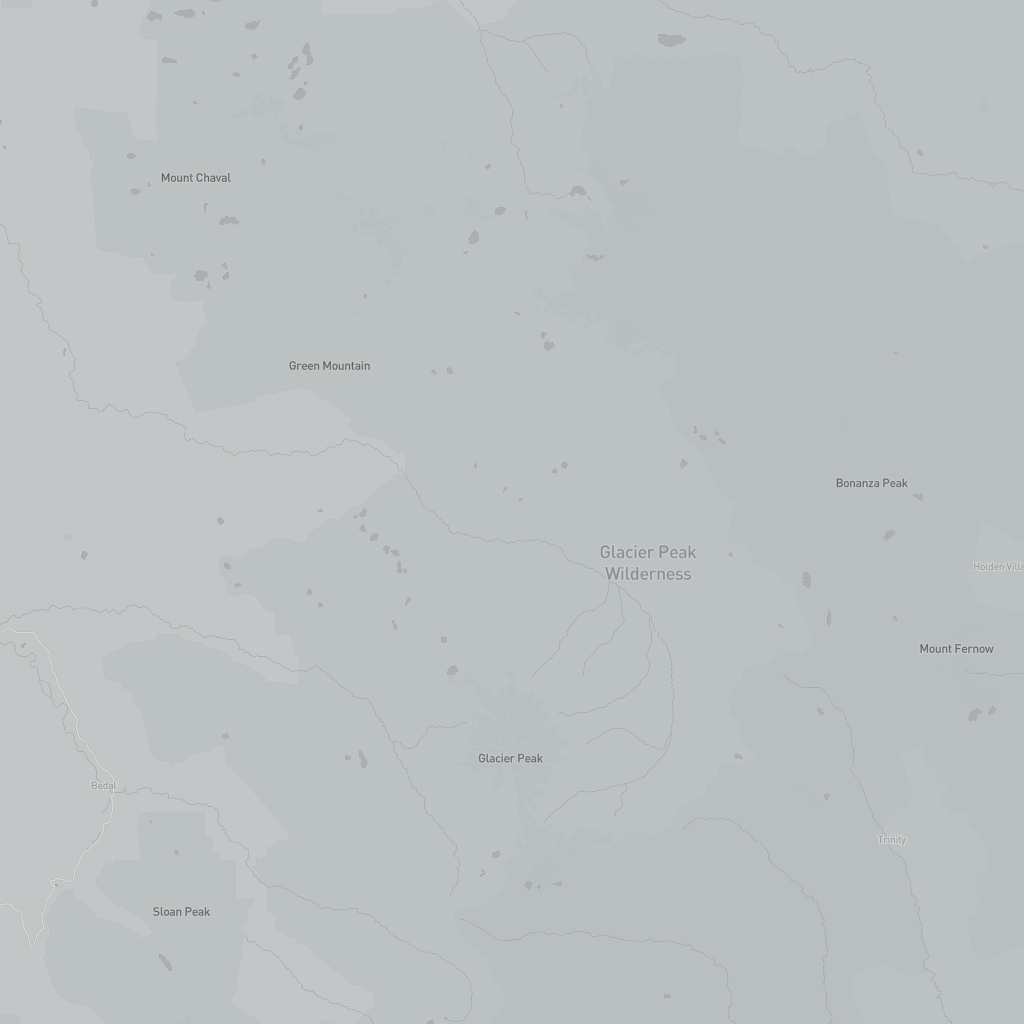 Mount Chaval
Green Mountain
Bonanza Peak
Glacier Peak
Wilderness
Holden Villa
Mount Fernow
Glacier Peak
Bedal
Trinity
Sloan Peak